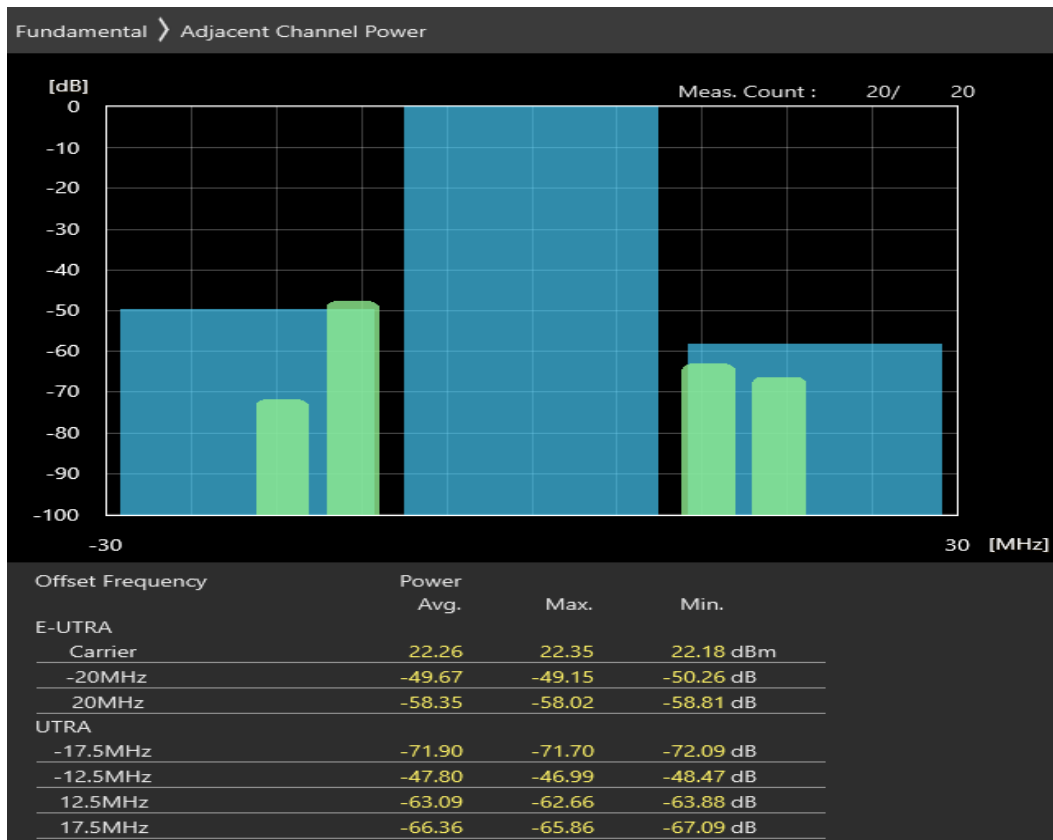 Fundamental 〉 Adjacent Channel Power
[dB]
Meas. Count : 20/ 20
0
-10
-20
-30
-40
-50
-60
-70
-80
-90
-100
-30 30 [MHz]
Offset Frequency Power
Avg. Max. Min.
E-UTRA
Carrier 22.26 22.35 22.18 dBm
-20MHz -49.67 -49.15 -50.26 dB
20MHz -58.35 -58.02 -58.81 dB
UTRA
-17.5MHz -71.90 -71.70 -72.09 dB
-12.5MHz -47.80 -46.99 -48.47 dB
12.5MHz -63.09 -62.66 -63.88 dB
17.5MHz -66.36 -65.86 -67.09 dB